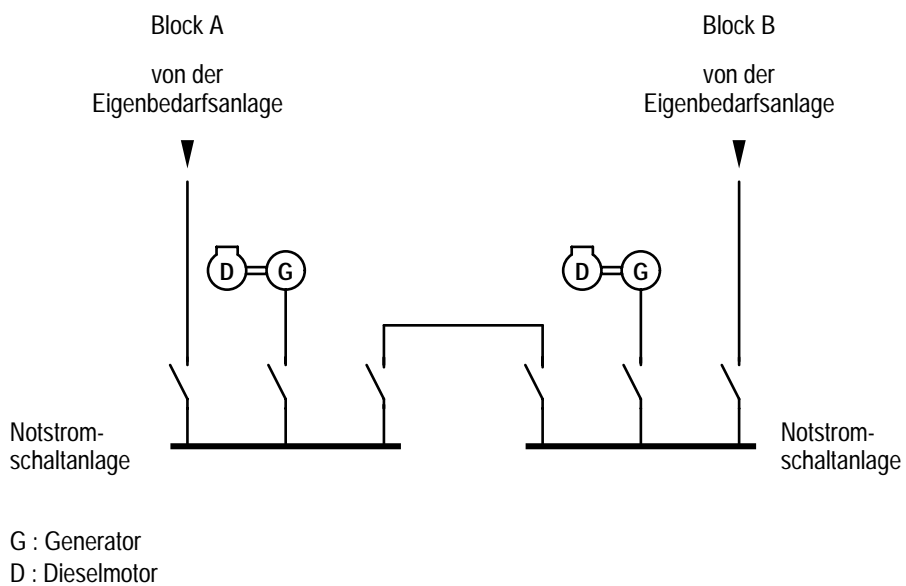 Block A
von der
Eigenbedarfsanlage
Block B
von der
Eigenbedarfsanlage
D
G
D
G
Notstrom-
schaltanlage
Notstrom-
schaltanlage
G : Generator
D : Dieselmotor